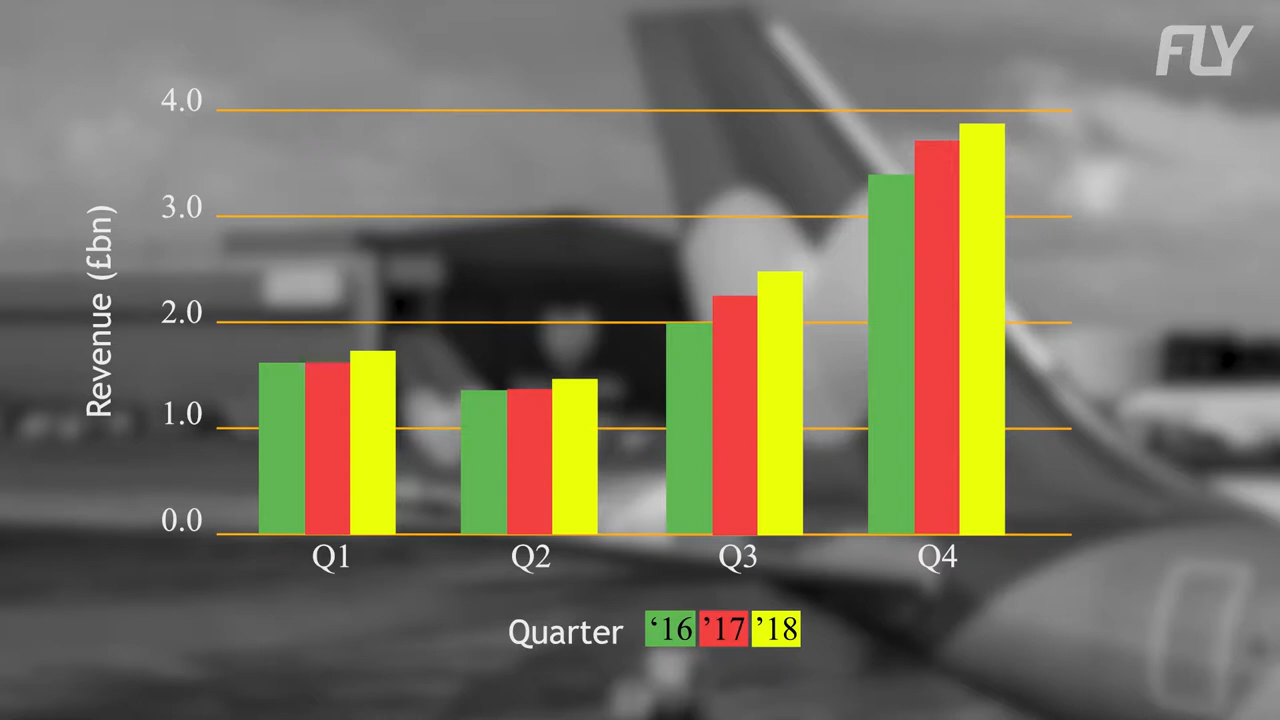 FLY
4.0
3.0
2.0
1.0
0.0
Revenue (£bn)
Q1 Q2 Q3 Q4
Quarter ‘16 ’17 ’18